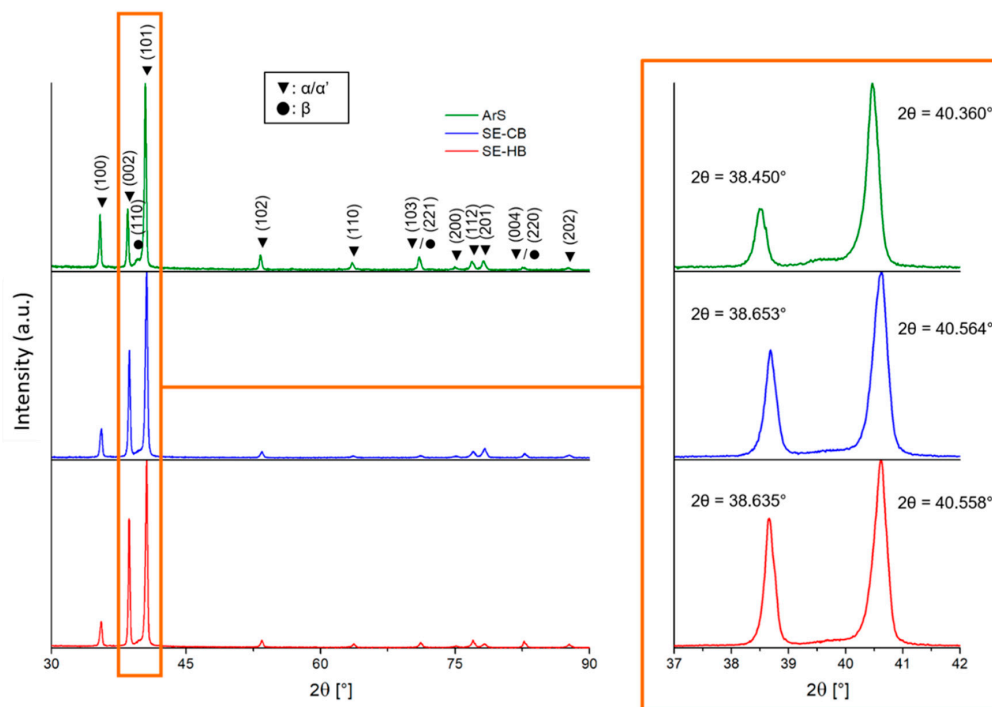 (101)
▼: α/α’
●: β
ArS
SE-CB
SE-HB
(100)
(002)
(110)
(102)
(110)
(103)
/
(221)
(200)
(112)
(201)
(004)
/
(220)
(202)
Intensity (a.u.)
30
45
60
75
90
2θ [°]
2θ = 40.360°
2θ = 38.450°
2θ = 38.653°
2θ = 40.564°
2θ = 38.635°
2θ = 40.558°
37
38
39
40
41
42
2θ [°]